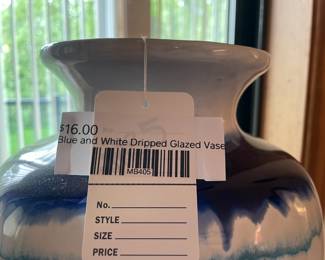 $16.00
Blue and White Dripped Glazed Vase
MB405
No.
STYLE
SIZE
PRICE